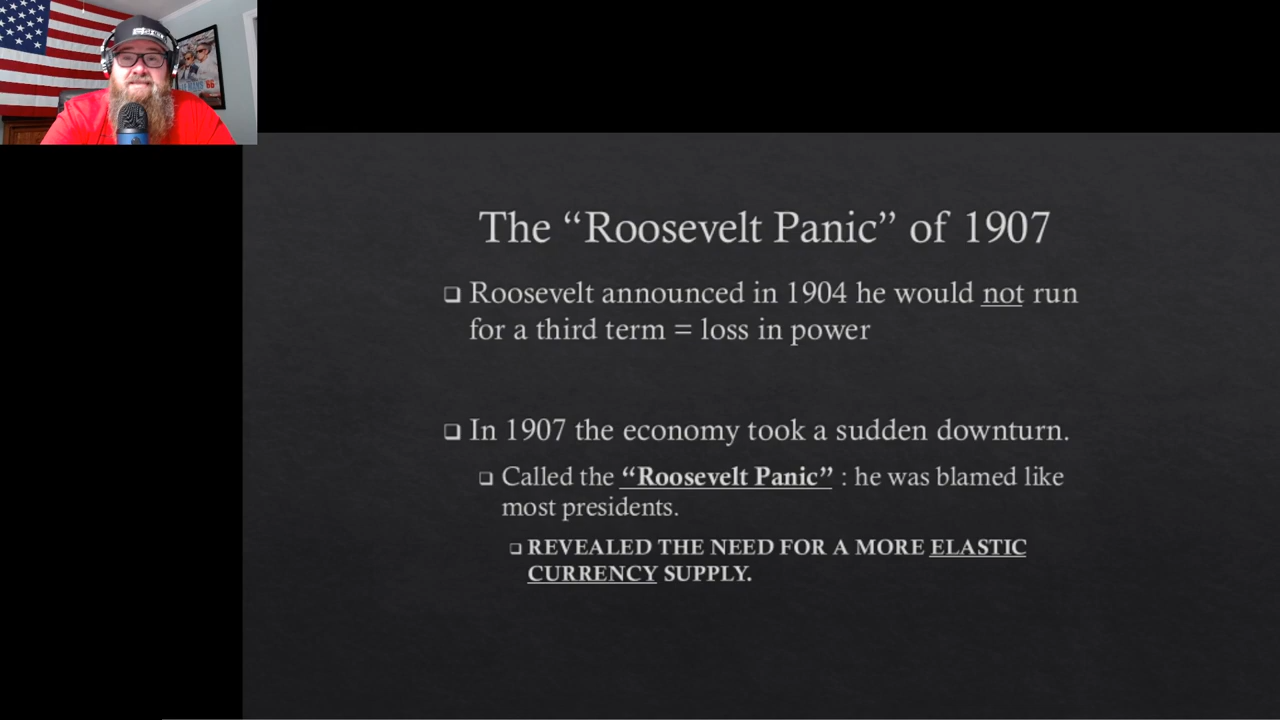 The “Roosevelt Panic” of 1907
Roosevelt announced in 1904 he would not run
for a third term = loss in power
In 1907 the economy took a sudden downturn.
Called the “Roosevelt Panic” : he was blamed like
most presidents.
REVEALED THE NEED FOR A MORE ELASTIC
CURRENCY SUPPLY.